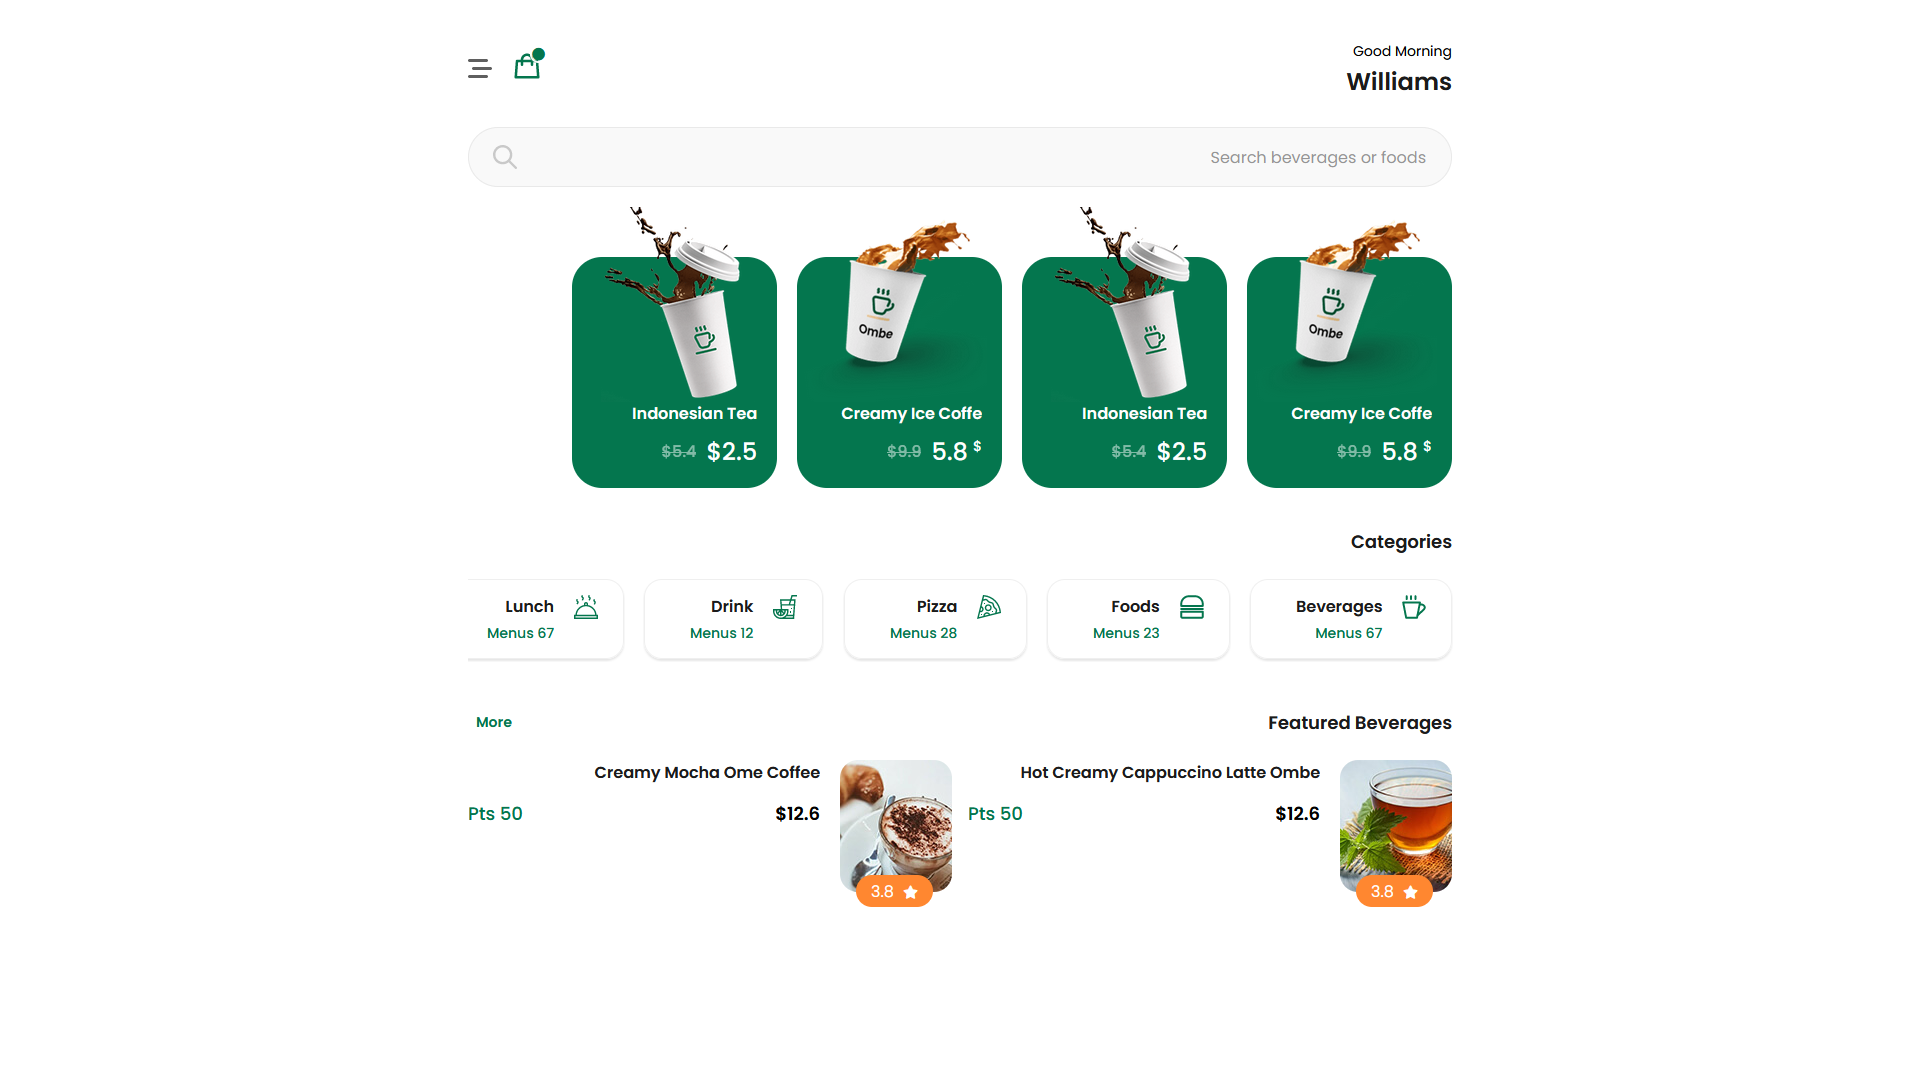 Good Morning
Williams
Search beverages or foods
Ombe
Creamy Ice Coffe
5.8 $ $9.9
Indonesian Tea
$2.5 $5.4
Ombe
Creamy Ice Coffe
5.8 $ $9.9
Indonesian Tea
$2.5 $5.4
Categories
Beverages
Menus 67
Foods
Menus 23
Pizza
Menus 28
Drink
Menus 12
Lunch
Menus 67
Featured Beverages
More
Hot Creamy Cappuccino Latte Ombe
$12.6
Pts 50
3.8
Creamy Mocha Ome Coffee
$12.6
Pts 50
3.8